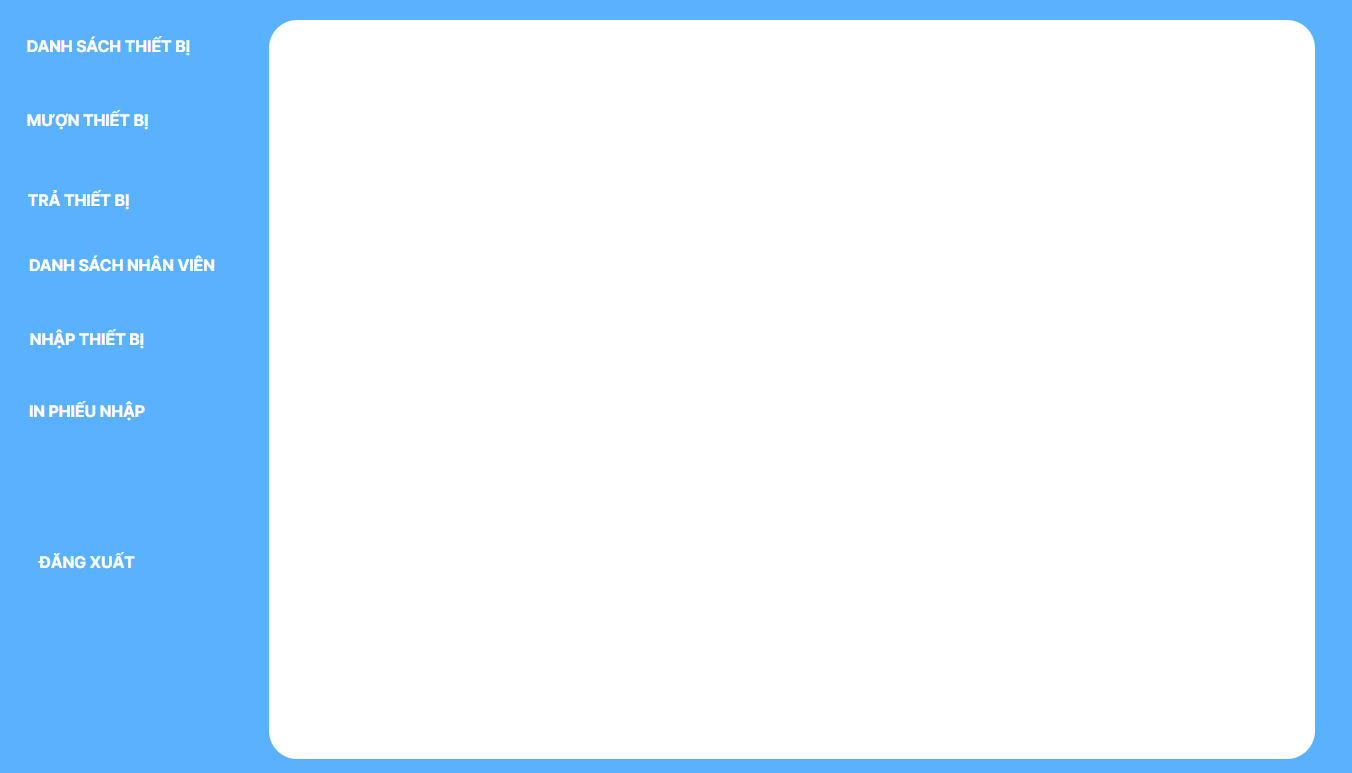 DANH SÁCH THIẾT BỊ
MƯỢN THIẾT BỊ
TRẢ THIẾT BỊ
DANH SÁCH NHÂN VIÊN
NHẬP THIẾT BỊ
IN PHIẾU NHẬP
ĐĂNG XUẤT